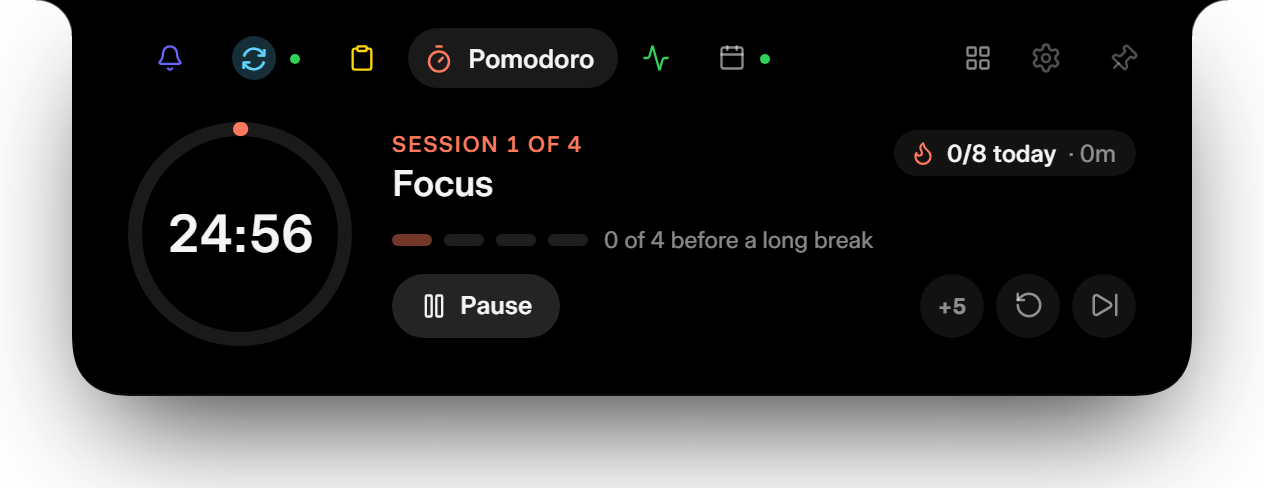 Pomodoro
SESSION 1 OF 4
Focus
0/8 today · 0m
24:56
0 of 4 before a long break
Pause
+5